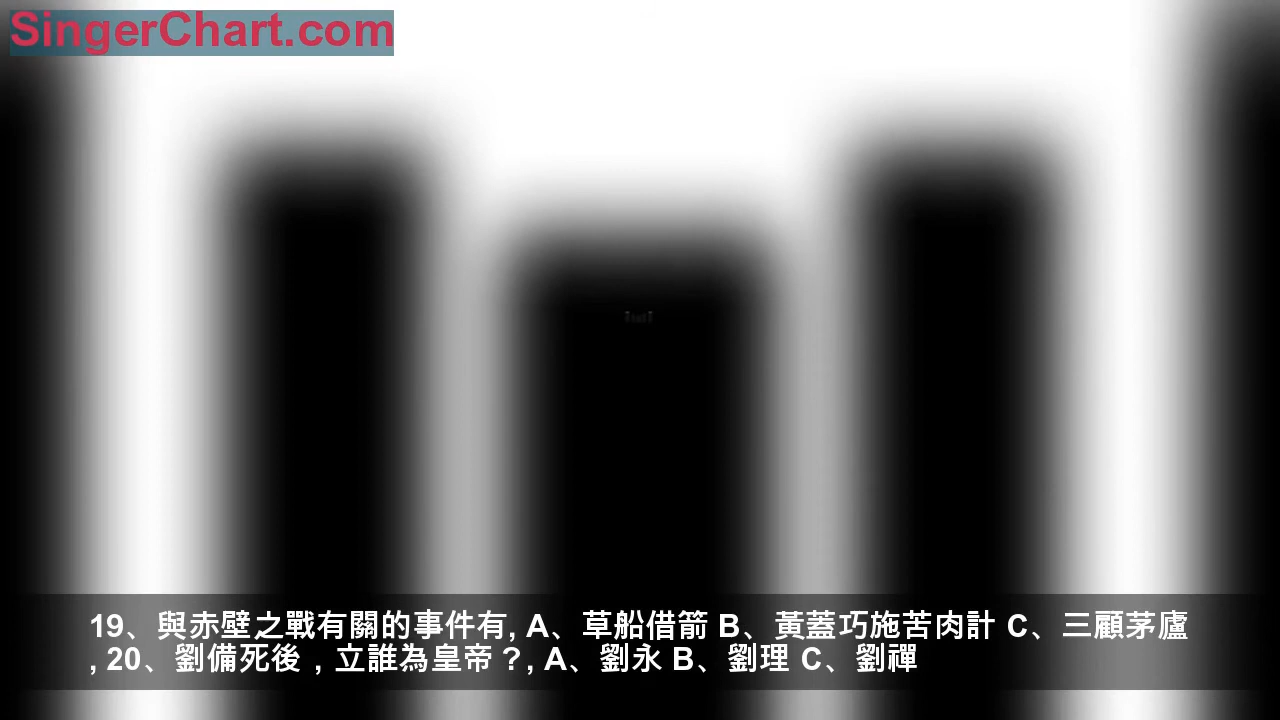 SingerChart.com
19、與赤壁之戰有關的事件有, A、草船借箭 B、黃蓋巧施苦肉計 C、三顧茅廬
, 20、劉備死後，立誰為皇帝？, A、劉永 B、劉理 C、劉禪